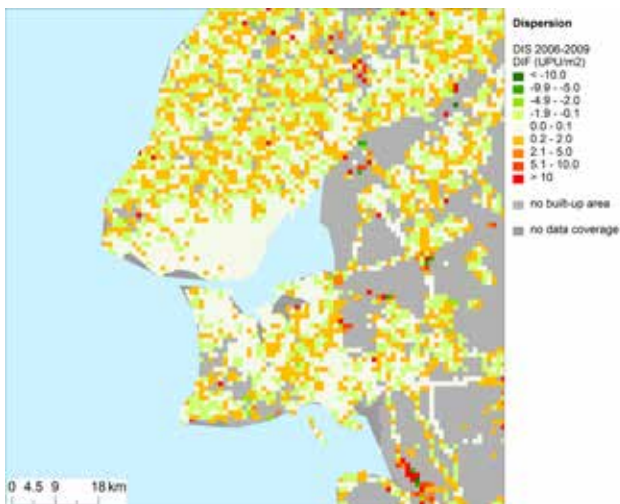 Dispersion
DIS 2006-2009
DIF (UPU/m2)
< -10.0
-9.9 - -5.0
-4.9 - -2.0
-1.9 - -0.1
0.0 - 0.1
0.2 - 2.0
2.1 - 5.0
5.1 - 10.0
> 10
no built-up area
no data coverage
0 4.5 9 18 km